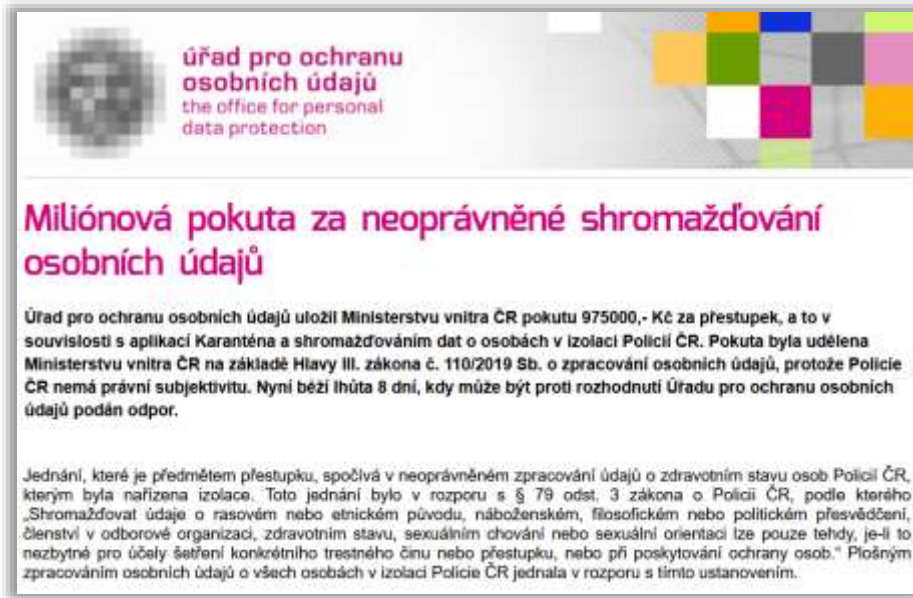 úřad pro ochranu
osobních údajů
the office for personal
data protection
Miliónová pokuta za neoprávněné shromažďování
osobních údajů
Úřad pro ochranu osobních údajů uložil Ministerstvu vnitra ČR pokutu 975000,- Kč za přestupek, a to v
souvislosti s aplikací Karanténa a shromažďováním dat o osobách v izolaci Policií ČR. Pokuta byla udělena
Ministerstvu vnitra ČR na základě Hlavy III. zákona č. 110/2019 Sb. o zpracování osobních údajů, protože Policie
ČR nemá právní subjektivitu. Nyní běží lhůta 8 dní, kdy může být proti rozhodnutí Úřadu pro ochranu osobních
údajů podán odpor.
Jednání, které je předmětem přestupku, spočívá v neoprávněném zpracování údajů o zdravotním stavu osob Policií ČR,
kterým byla nařízena izolace. Toto jednání bylo v rozporu s § 79 odst. 3 zákona o Policii ČR, podle kterého
„Shromažďovat údaje o rasovém nebo etnickém původu, náboženském, filosofickém nebo politickém přesvědčení,
členství v odborové organizaci, zdravotním stavu, sexuálním chování nebo sexuální orientaci lze pouze tehdy, je-li to
nezbytné pro účely šetření konkrétního trestného činu nebo přestupku, nebo při poskytování ochrany osob.“ Plošným
zpracováním osobních údajů o všech osobách v izolaci Policie ČR jednala v rozporu s tímto ustanovením.